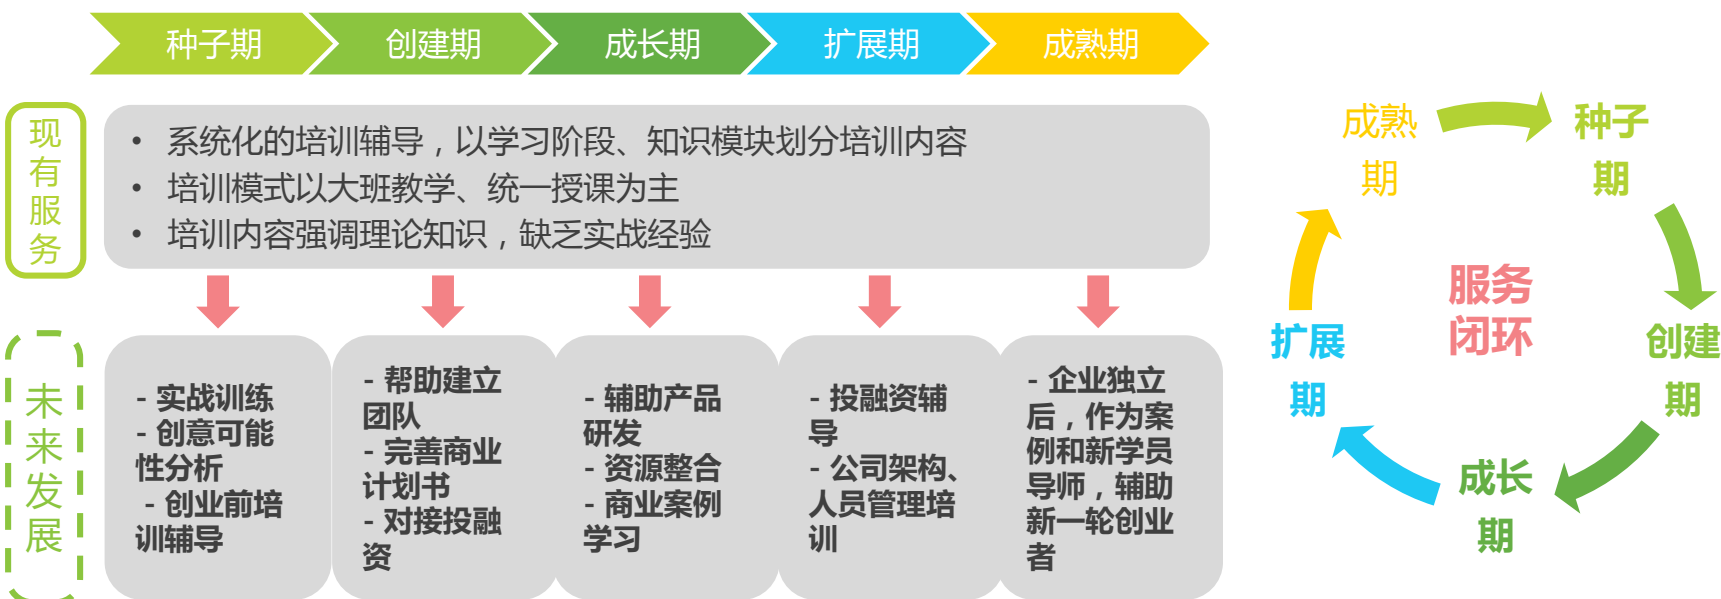 种子期
创建期
成长期
扩展期
成熟期
现
有
服
务
• 系统化的培训辅导，以学习阶段、知识模块划分培训内容
• 培训模式以大班教学、统一授课为主
• 培训内容强调理论知识，缺乏实战经验
未
来
发
展
- 实战训练
- 创意可能
性分析
- 创业前培
训辅导
- 帮助建立
团队
- 完善商业
计划书
- 对接投融
资
- 辅助产品
研发
- 资源整合
- 商业案例
学习
- 投融资辅
导
- 公司架构、
人员管理培
训
- 企业独立
后，作为案
例和新学员
导师，辅助
新一轮创业
者
成熟
期
种子
期
服务
闭环
扩展
期
创建
期
成长
期